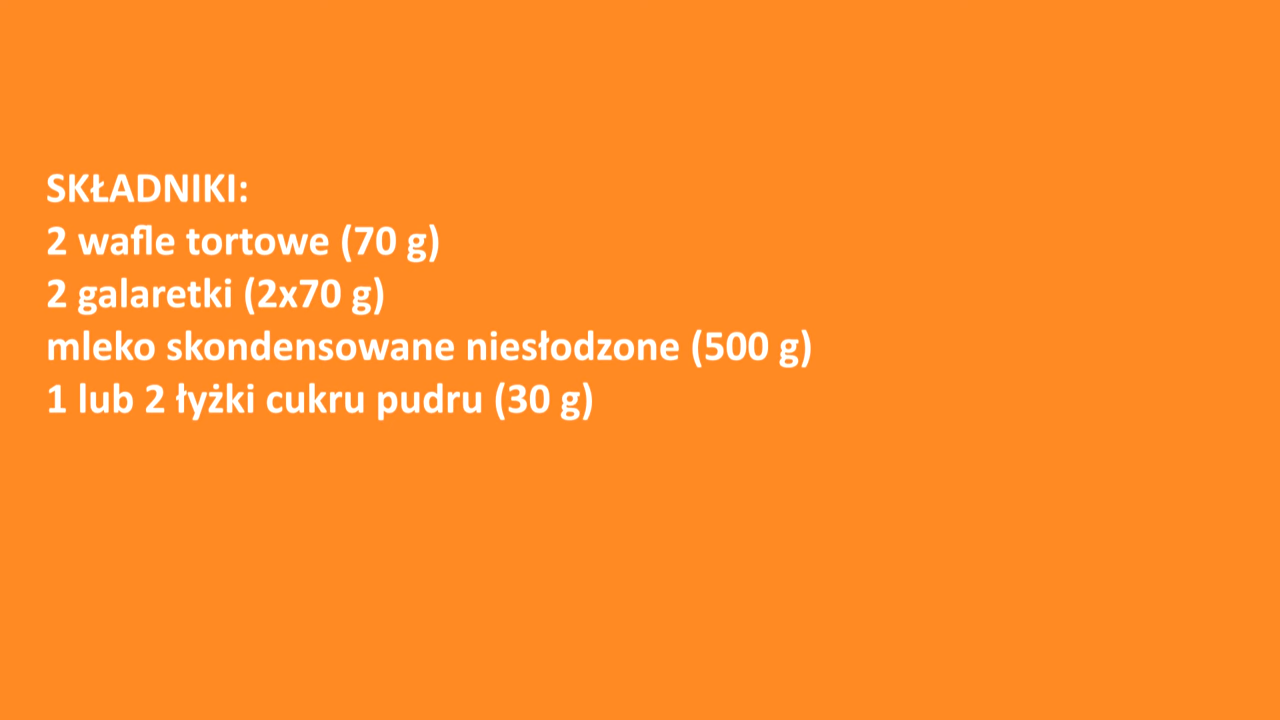 SKŁADNIKI:
2 wafle tortowe (70 g)
2 galaretki (2x70 g)
mleko skondensowane niesłodzone (500 g)
1 lub 2 łyżki cukru pudru (30 g)